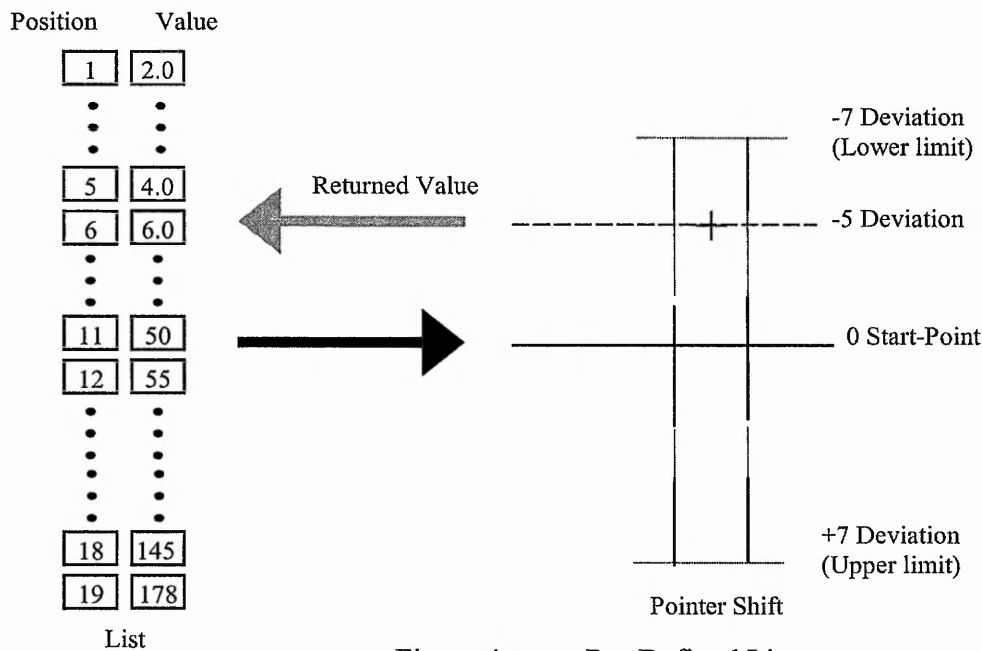 Position Value
1 2.0
5 4.0
6 6.0
11 50
12 55
18 145
19 178
List
Returned Value
-7 Deviation
(Lower limit)
-5 Deviation
0 Start-Point
+7 Deviation
(Upper limit)
Pointer Shift
Figure